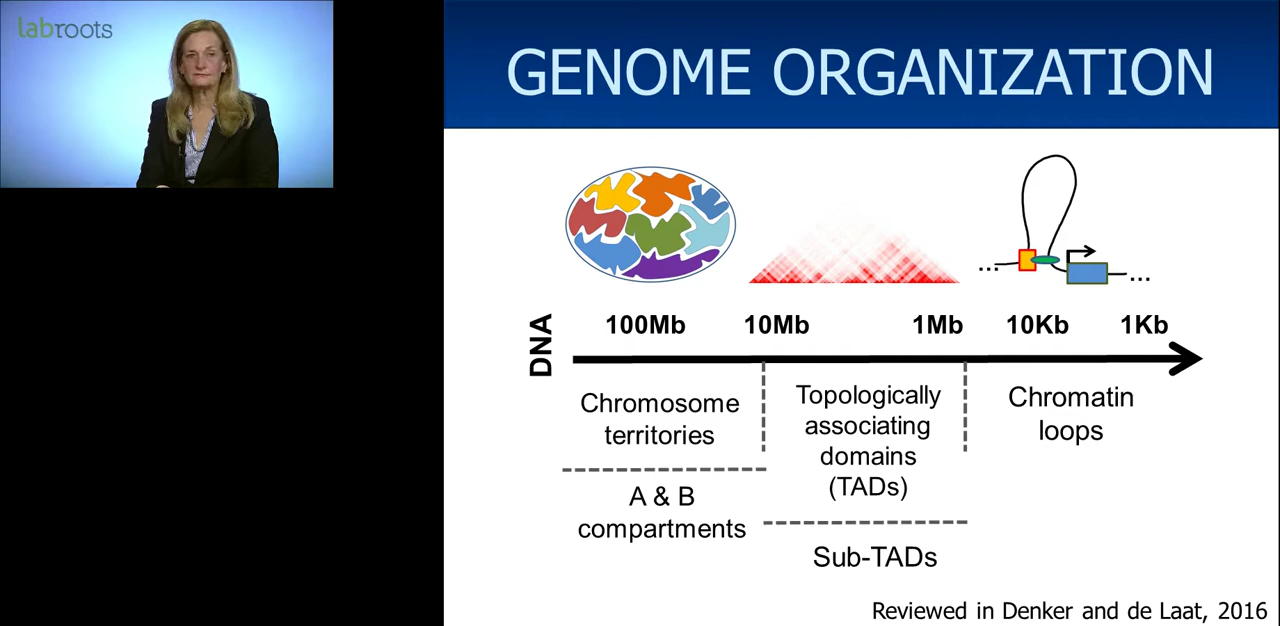 labroots
GENOME ORGANIZATION
...
...
DNA
100Mb 10Mb 1Mb 10Kb 1Kb
Chromosome
territories
A & B
compartments
Topologically
associating
domains
(TADs)
Sub-TADs
Chromatin
loops
Reviewed in Denker and de Laat, 2016